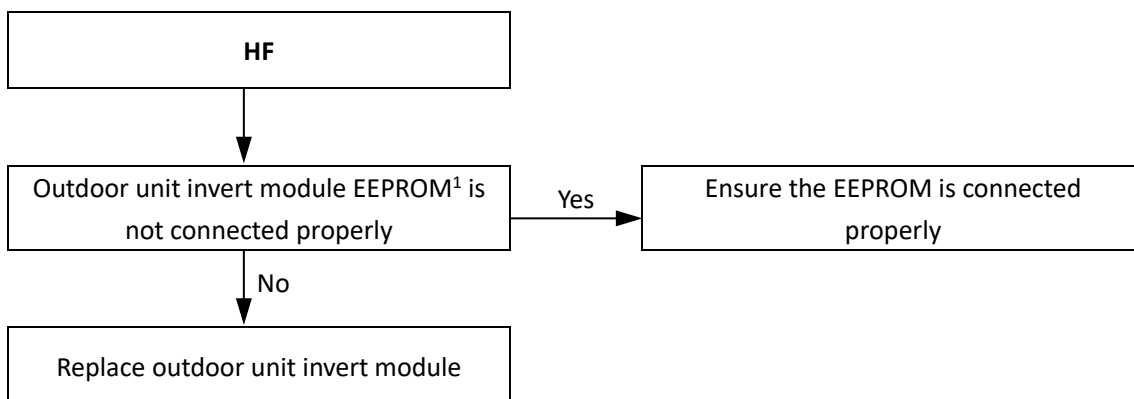 HF
Outdoor unit invert module EEPROM¹ is
not connected properly
Yes
Ensure the EEPROM is connected
properly
No
Replace outdoor unit invert module